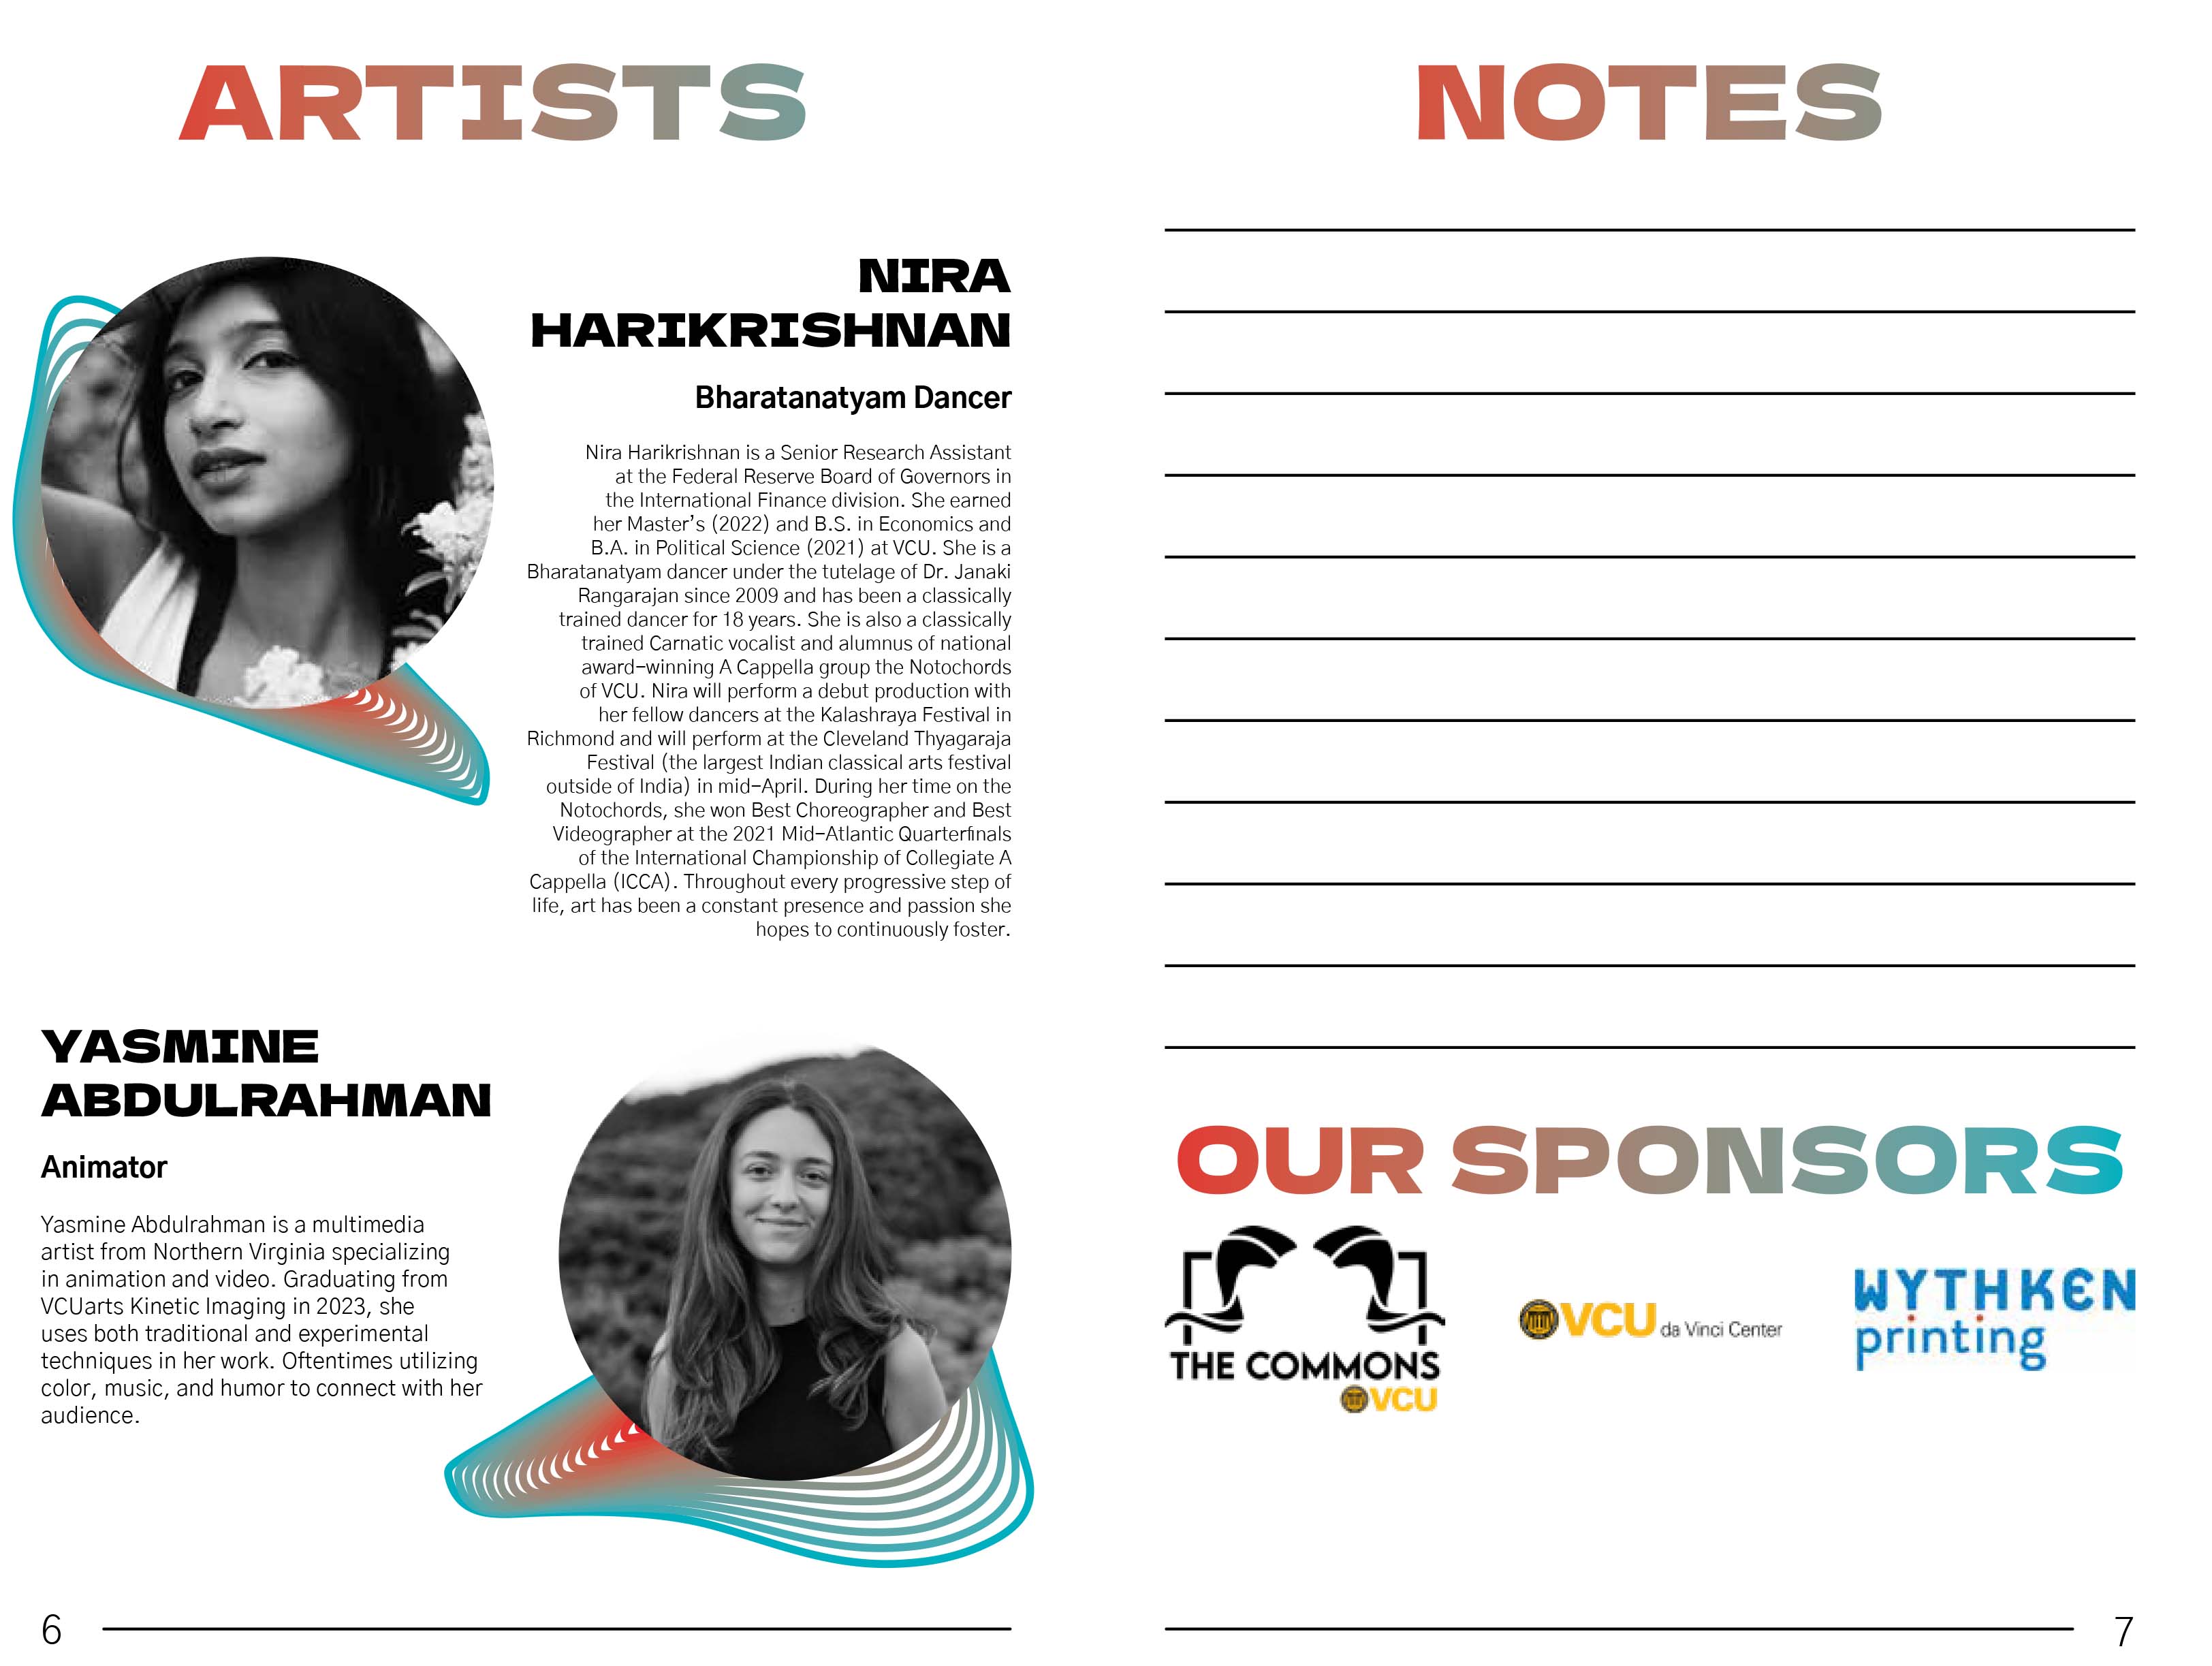 ARTISTS
NIRA
HARIKRISHNAN
Bharatanatyam Dancer
Nira Harikrishnan is a Senior Research Assistant
at the Federal Reserve Board of Governors in
the International Finance division. She earned
her Master’s (2022) and B.S. in Economics and
B.A. in Political Science (2021) at VCU. She is a
Bharatanatyam dancer under the tutelage of Dr. Janaki
Rangarajan since 2009 and has been a classically
trained dancer for 18 years. She is also a classically
trained Carnatic vocalist and alumnus of national
award-winning A Cappella group the Notochords
of VCU. Nira will perform a debut production with
her fellow dancers at the Kalashraya Festival in
Richmond and will perform at the Cleveland Thyagaraja
Festival (the largest Indian classical arts festival
outside of India) in mid-April. During her time on the
Notochords, she won Best Choreographer and Best
Videographer at the 2021 Mid-Atlantic Quarterfinals
of the International Championship of Collegiate A
Cappella (ICCA). Throughout every progressive step of
life, art has been a constant presence and passion she
hopes to continuously foster.
YASMINE
ABDULRAHMAN
Animator
Yasmine Abdulrahman is a multimedia
artist from Northern Virginia specializing
in animation and video. Graduating from
VCUarts Kinetic Imaging in 2023, she
uses both traditional and experimental
techniques in her work. Oftentimes utilizing
color, music, and humor to connect with her
audience.
6
NOTES
OUR SPONSORS
THE COMMONS
VCU
VCU da Vinci Center
WYTHKEN
printing
7